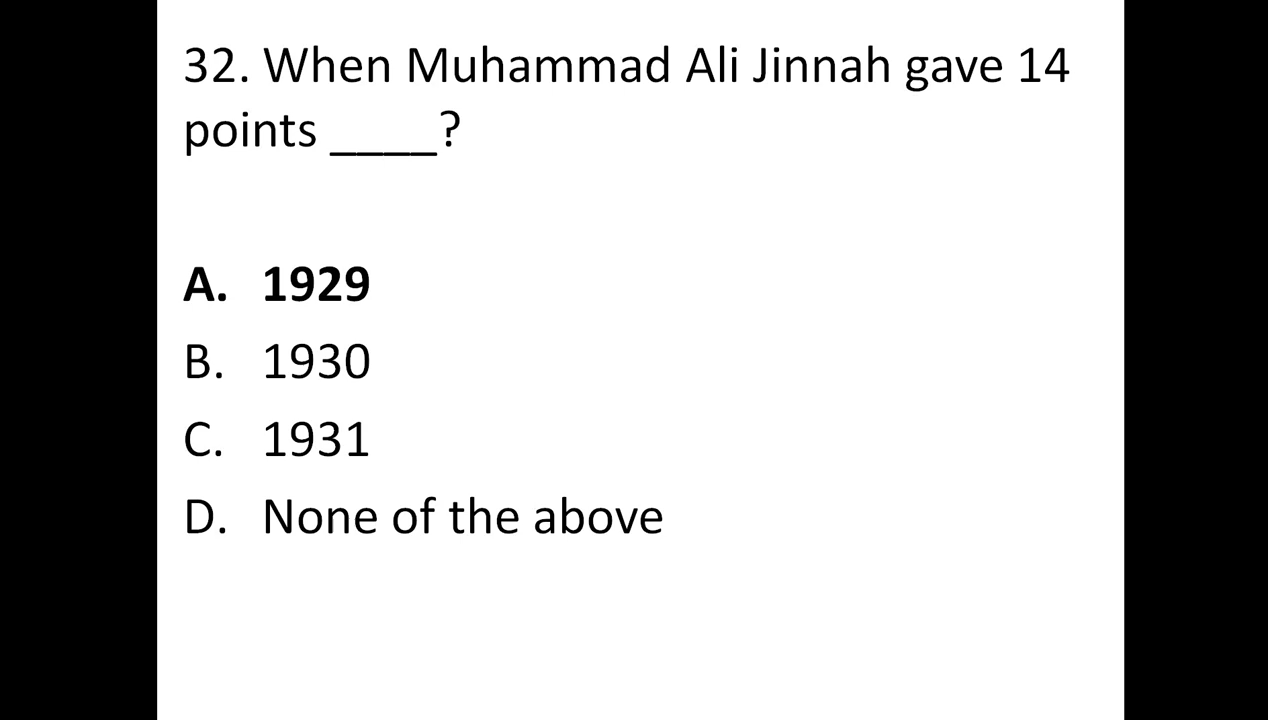 32. When Muhammad Ali Jinnah gave 14
points ____?
A. 1929
B. 1930
C. 1931
D. None of the above